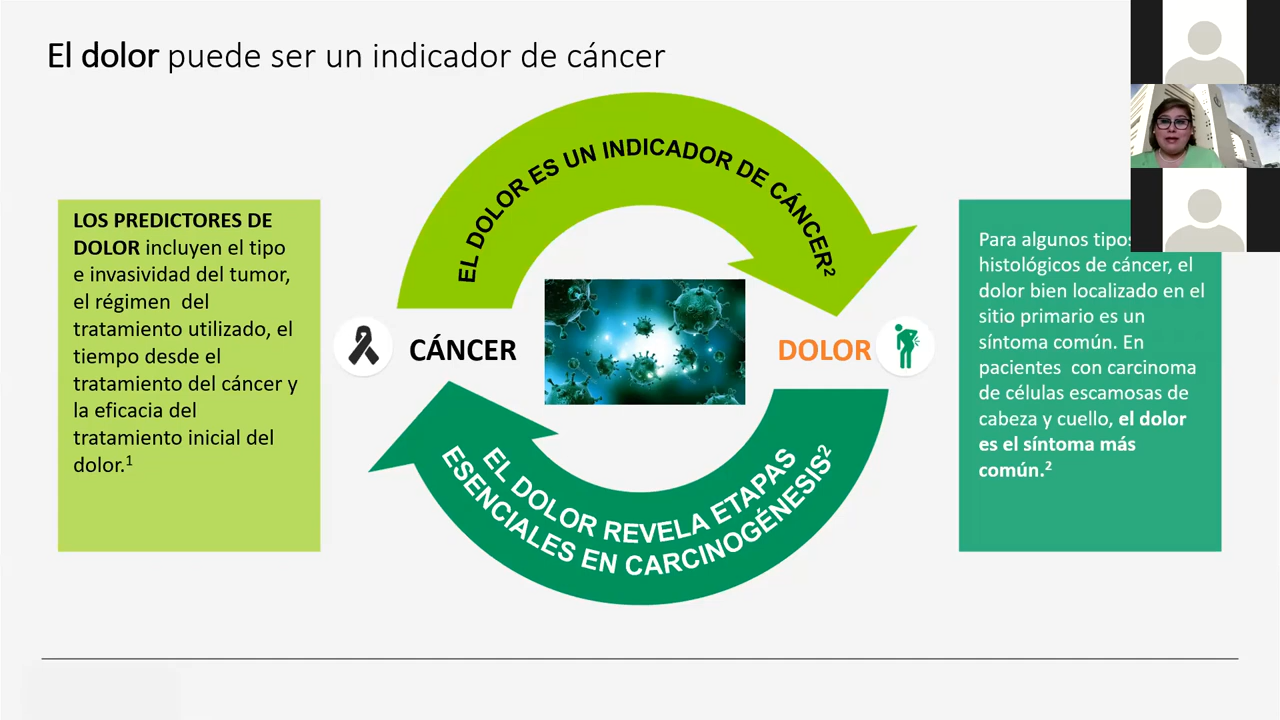 El dolor puede ser un indicador de cáncer
EL DOLOR ES UN INDICADOR DE CÁNCER²
LOS PREDICTORES DE
DOLOR incluyen el tipo
e invasividad del tumor,
el régimen del
tratamiento utilizado, el
tiempo desde el
tratamiento del cáncer y
la eficacia del
tratamiento inicial del
dolor.¹
CÁNCER
DOLOR
EL DOLOR REVELA ETAPAS
ESENCIALES EN CARCINOGÉNESIS²
Para algunos tipos
histológicos de cáncer, el
dolor bien localizado en el
sitio primario es un
síntoma común. En
pacientes con carcinoma
de células escamosas de
cabeza y cuello, el dolor
es el síntoma más
común.²